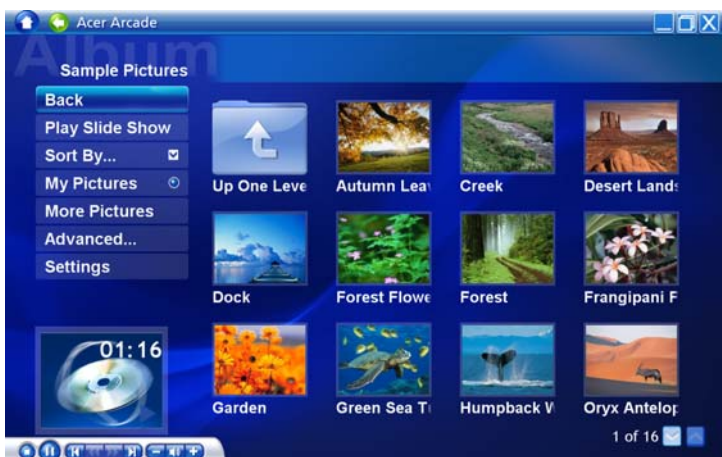 Acer Arcade
Album
Sample Pictures
Back
Play Slide Show
Sort By...
My Pictures
More Pictures
Advanced...
Settings
Up One Leve
Autumn Lea
Creek
Desert Lands
Dock
Forest Flowe
Forest
Frangipani F
Garden
Green Sea T
Humpback W
Oryx Antelop
01:16
1 of 16